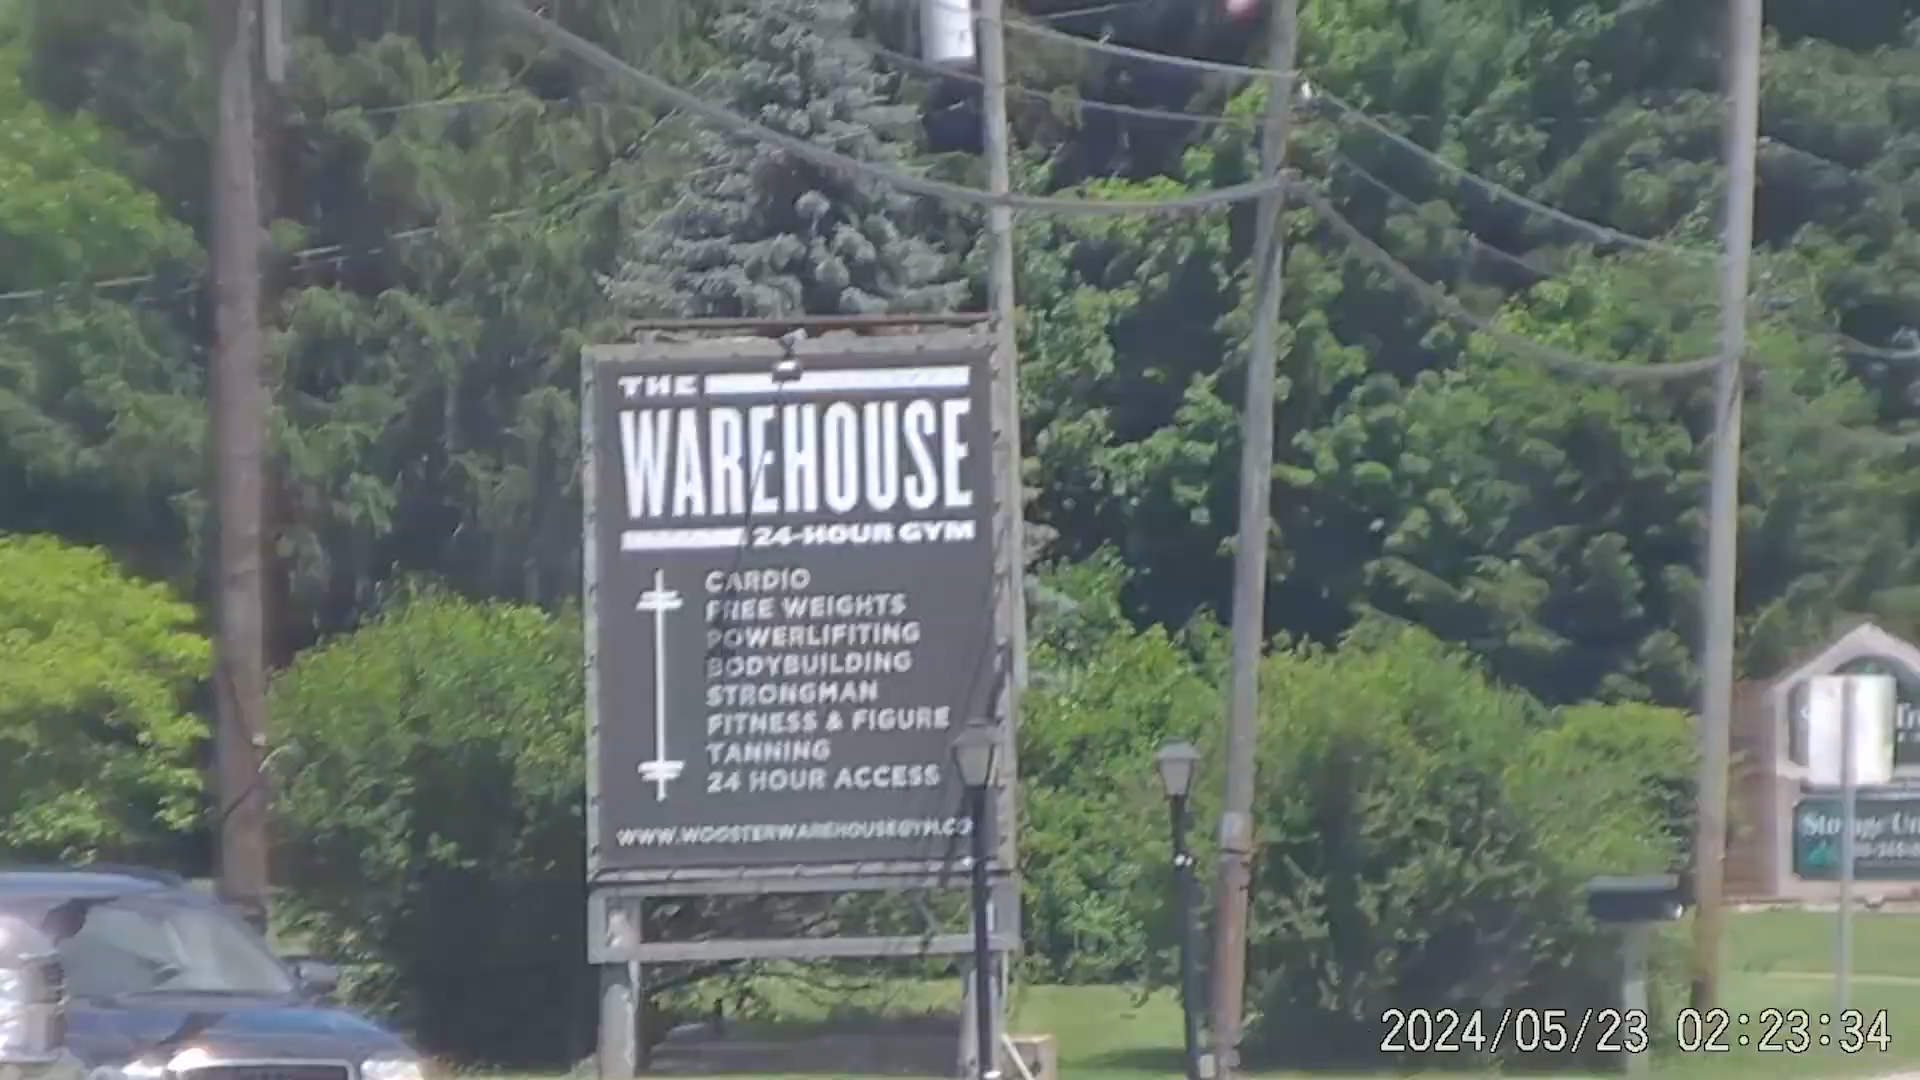 THE
WAREHOUSE
24-HOUR GYM
CARDIO
FREE WEIGHTS
POWERLIFITING
BODYBUILDING
STRONGMAN
FITNESS & FIGURE
TANNING
24 HOUR ACCESS
WWW.WOOSTERWAREHOUSEGYM.CO
2024/05/23 02:23:34